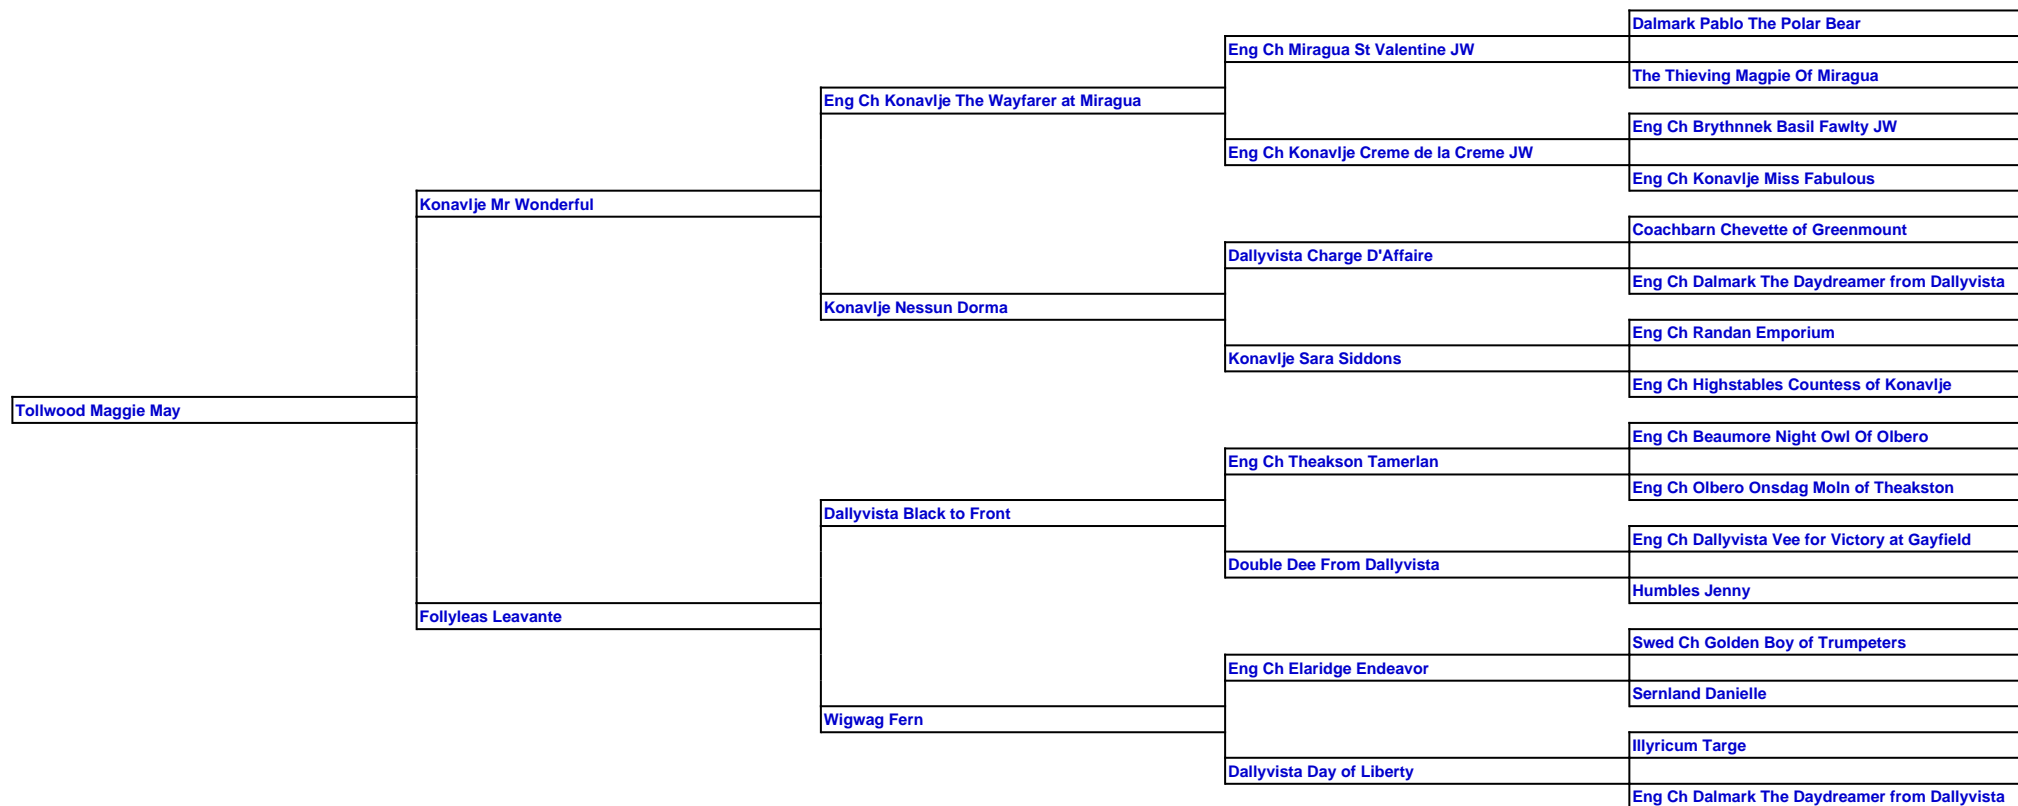 Dalmark Pablo The Polar Bear
Eng Ch Miragua St Valentine JW
The Thieving Magpie Of Miragua
Eng Ch Konavlje The Wayfarer at Miragua
Eng Ch Brythnnek Basil Fawlty JW
Eng Ch Konavlje Creme de la Creme JW
Eng Ch Konavlje Miss Fabulous
Konavlje Mr Wonderful
Coachbarn Chevette of Greenmount
Dallyvista Charge D'Affaire
Eng Ch Dalmark The Daydreamer from Dallyvista
Konavlje Nessun Dorma
Eng Ch Randan Emporium
Konavlje Sara Siddons
Eng Ch Highstables Countess of Konavlje
Tollwood Maggie May
Eng Ch Beaumore Night Owl Of Olbero
Eng Ch Theakson Tamerlan
Eng Ch Olbero Onsdag Moln of Theakston
Dallyvista Black to Front
Eng Ch Dallyvista Vee for Victory at Gayfield
Double Dee From Dallyvista
Humbles Jenny
Follyleas Leavante
Swed Ch Golden Boy of Trumpeters
Eng Ch Elaridge Endeavor
Sernland Danielle
Wigwag Fern
Illyricum Targe
Dallyvista Day of Liberty
Eng Ch Dalmark The Daydreamer from Dallyvista